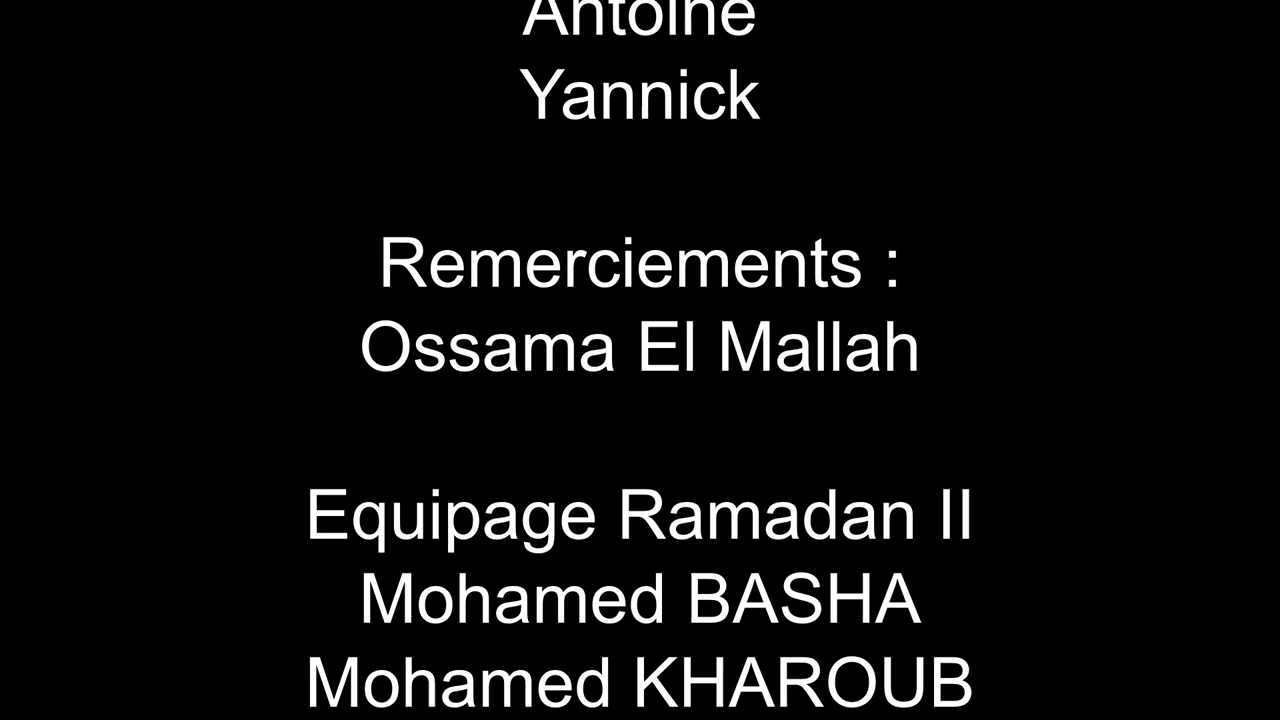 Antoine
Yannick
Remerciements :
Ossama El Mallah
Equipage Ramadan II
Mohamed BASHA
Mohamed KHAROUB